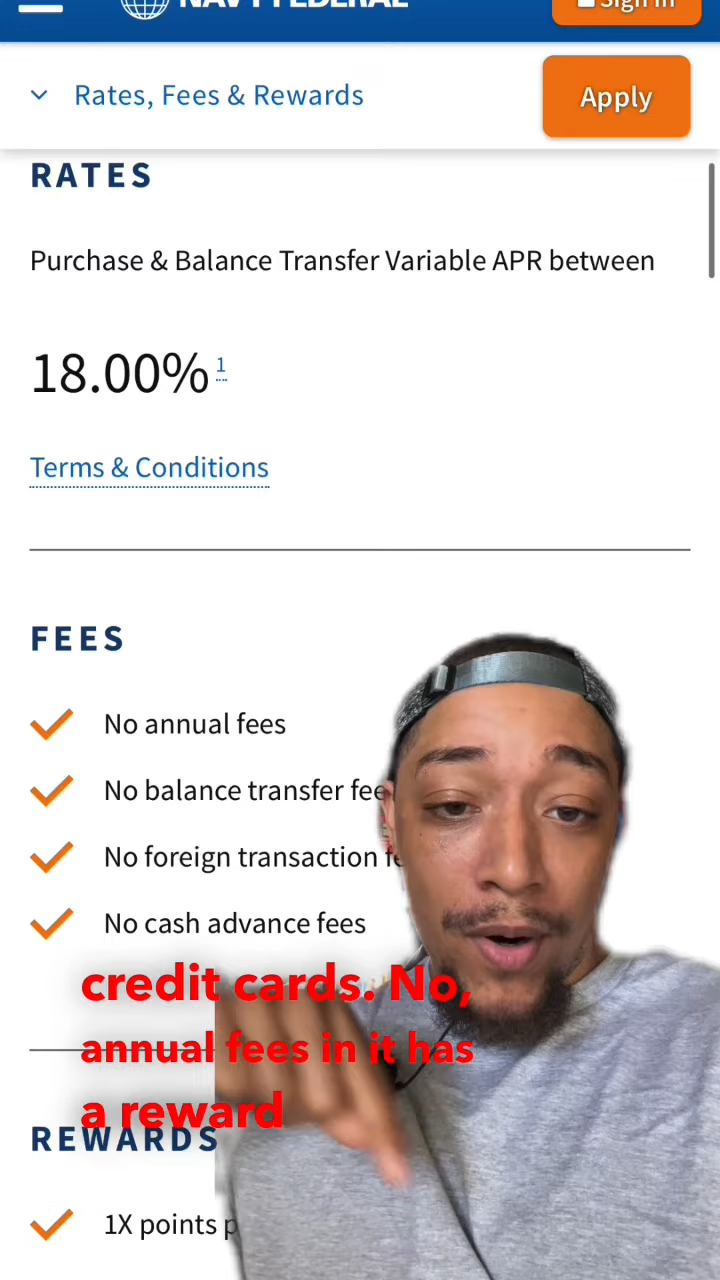 NAVY FEDERAL
Sign In
Rates, Fees & Rewards
Apply
RATES
Purchase & Balance Transfer Variable APR between
18.00% 1
Terms & Conditions
FEES
No annual fees
No balance transfer fee
No foreign transaction
No cash advance fees
credit cards. No,
annual fees in it has
a reward
REWARDS
1X points